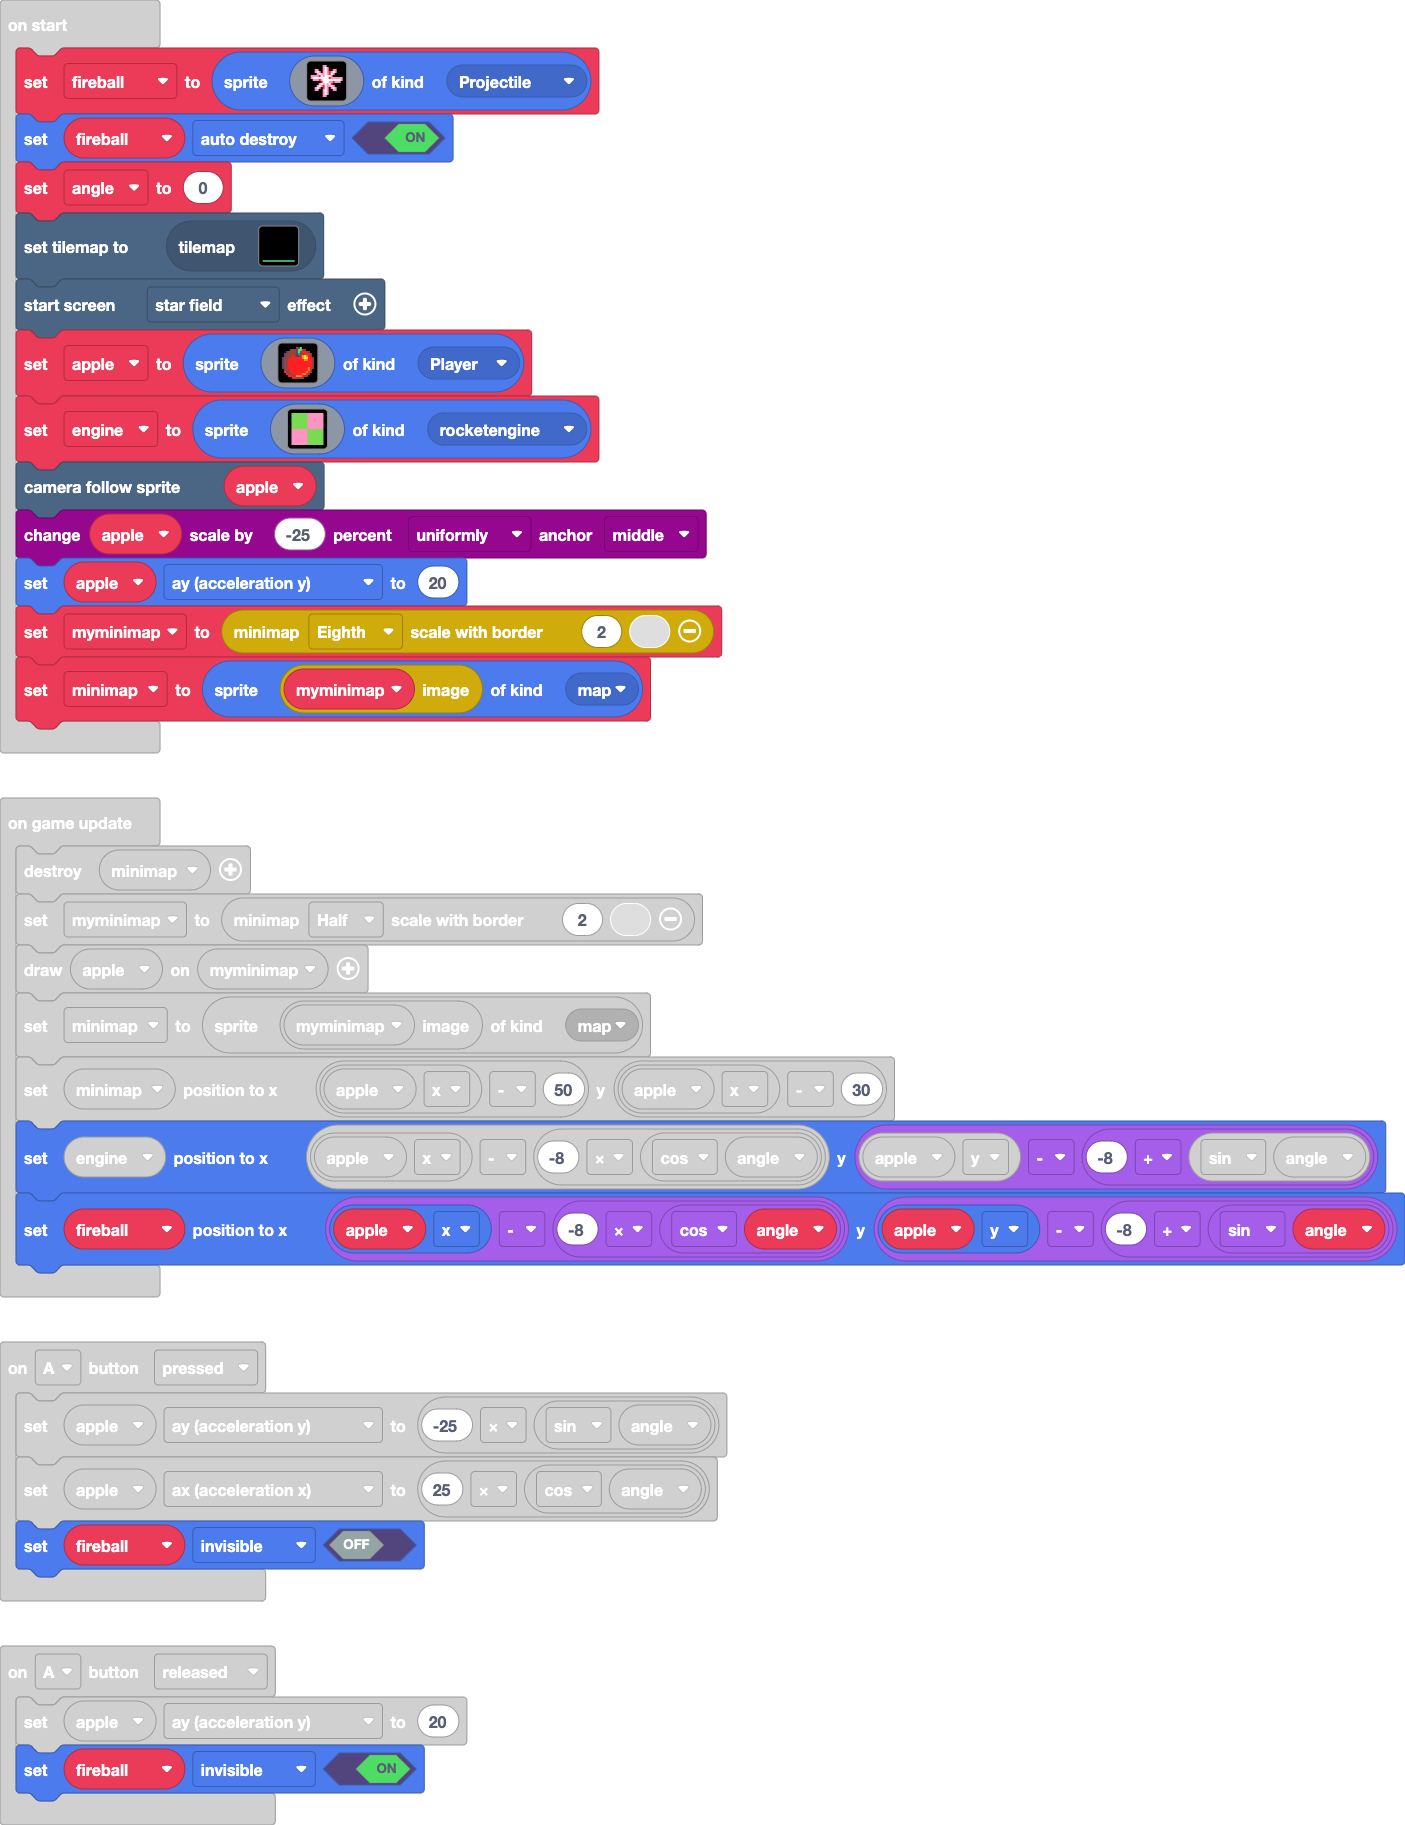 on start
set fireball to sprite of kind Projectile
set fireball auto destroy ON
set angle to 0
set tilemap to tilemap
start screen star field effect
set apple to sprite of kind Player
set engine to sprite of kind rocketengine
camera follow sprite apple
change apple scale by -25 percent uniformly anchor middle
set apple ay (acceleration y) to 20
set myminimap to minimap Eighth scale with border 2
set minimap to sprite myminimap image of kind map
on game update
destroy minimap
set myminimap to minimap Half scale with border 2
draw apple on myminimap
set minimap to sprite myminimap image of kind map
set minimap position to x apple x - 50 y apple x - 30
set engine position to x apple x - -8 × cos angle y apple y - -8 + sin angle
set fireball position to x apple x - -8 × cos angle y apple y - -8 + sin angle
on A button pressed
set apple ay (acceleration y) to -25 × sin angle
set apple ax (acceleration x) to 25 × cos angle
set fireball invisible OFF
on A button released
set apple ay (acceleration y) to 20
set fireball invisible ON